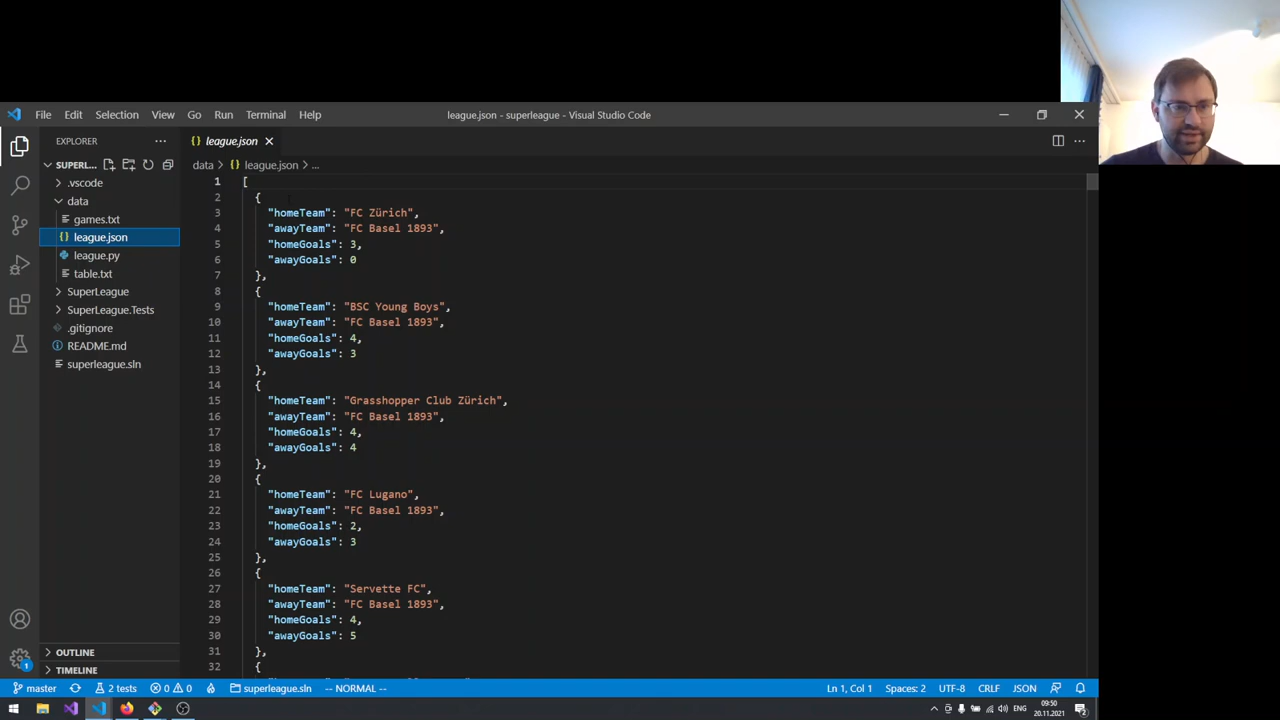 File Edit Selection View Go Run Terminal Help
league.json - superleague - Visual Studio Code
EXPLORER
SUPERL...
.vscode
data
games.txt
league.json
league.py
table.txt
SuperLeague
SuperLeague.Tests
.gitignore
README.md
superleague.sln
OUTLINE
TIMELINE
league.json
data > league.json > ...
1 [
2 {
3 "homeTeam": "FC Zürich",
4 "awayTeam": "FC Basel 1893",
5 "homeGoals": 3,
6 "awayGoals": 0
7 },
8 {
9 "homeTeam": "BSC Young Boys",
10 "awayTeam": "FC Basel 1893",
11 "homeGoals": 4,
12 "awayGoals": 3
13 },
14 {
15 "homeTeam": "Grasshopper Club Zürich",
16 "awayTeam": "FC Basel 1893",
17 "homeGoals": 4,
18 "awayGoals": 4
19 },
20 {
21 "homeTeam": "FC Lugano",
22 "awayTeam": "FC Basel 1893",
23 "homeGoals": 2,
24 "awayGoals": 3
25 },
26 {
27 "homeTeam": "Servette FC",
28 "awayTeam": "FC Basel 1893",
29 "homeGoals": 4,
30 "awayGoals": 5
31 },
32 {
1
master 2 tests 0 0 superleague.sln -- NORMAL -- Ln 1, Col 1 Spaces: 2 UTF-8 CRLF JSON
ENG 09:50
20.11.2021
2